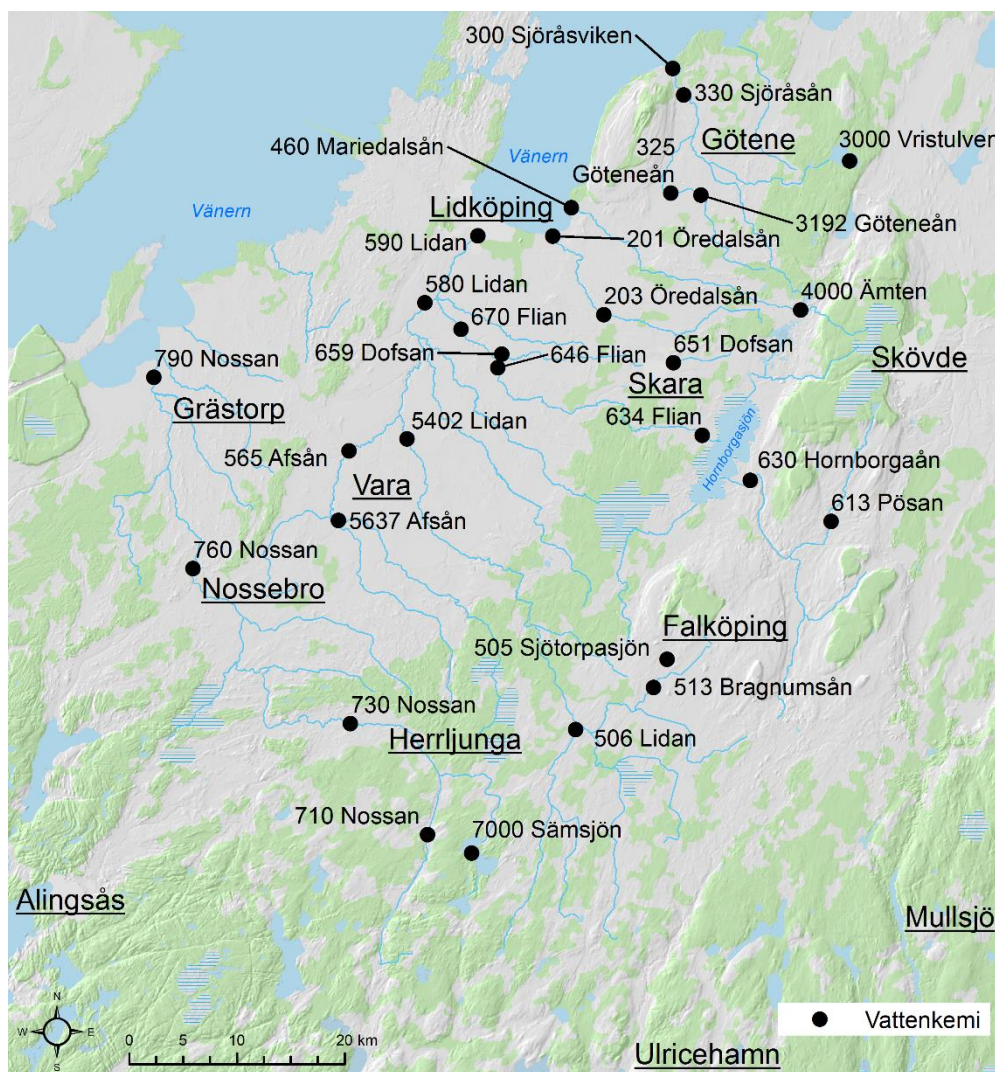 300 Sjöråsviken
330 Sjöråsån
Götene
325
Göteneån
3000 Vristulver
460 Mariedalsån
Vänern
Vänern
Lidköping
3192 Göteneån
590 Lidan
201 Öredalsån
580 Lidan
203 Öredalsån
4000 Ämten
670 Flian
659 Dofsan
646 Flian
651 Dofsan
Skövde
790 Nossan
Skara
Grästorp
634 Flian
5402 Lidan
Hornborgasjön
565 Afsån
630 Hornborgaån
Vara
613 Pösan
5637 Afsån
760 Nossan
Nossebro
Falköping
505 Sjötorpasjön
513 Bragnumsån
730 Nossan
Herrljunga
506 Lidan
710 Nossan
7000 Sämsjön
Alingsås
Mullsjö
N
W
E
S
0 5 10 20 km
Vattenkemi
Ulricehamn